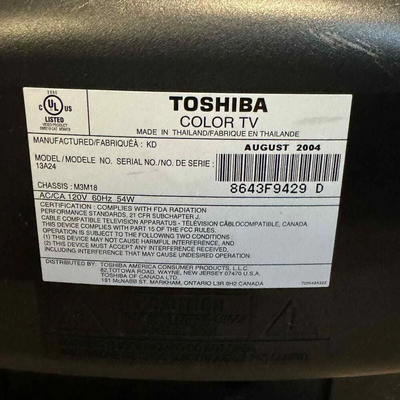 UL
LISTED
TOSHIBA
COLOR TV
MADE IN THAILAND/FABRIQUE EN THAILANDE
MANUFACTURED/FABRIQUÉÀ : KD
AUGUST 2004
MODEL/MODELE NO. SERIAL NO./NO. DE SERIE :
13A24
8643F9429 D
CHASSIS : M3M18
AC/CA 120V 60Hz 54W
CERTIFICATION : COMPLIES WITH FDA RADIATION
PERFORMANCE STANDARDS, 21 CFR SUBCHAPTER J.
CABLE COMPATIBLE TELEVISION APPARATUS - TÉLÉVISION CÂBLOCOMPATIBLE, CANADA
THIS DEVICE COMPLIES WITH PART 15 OF THE FCC RULES.
OPERATION IS SUBJECT TO THE FOLLOWING TWO CONDITIONS :
(1) THIS DEVICE MAY NOT CAUSE HARMFUL INTERFERENCE, AND
(2) THIS DEVICE MUST ACCEPT ANY INTERFERENCE RECEIVED,
INCLUDING INTERFERENCE THAT MAY CAUSE UNDESIRED OPERATION.
DISTRIBUTED BY : TOSHIBA AMERICA CONSUMER PRODUCTS, L.L.C.
82,TOTOWA ROAD, WAYNE, NEW JERSEY 07470 U.S.A.
TOSHIBA OF CANADA LTD.
191 McNABB ST. MARKHAM, ONTARIO L3R 8H2 CANADA